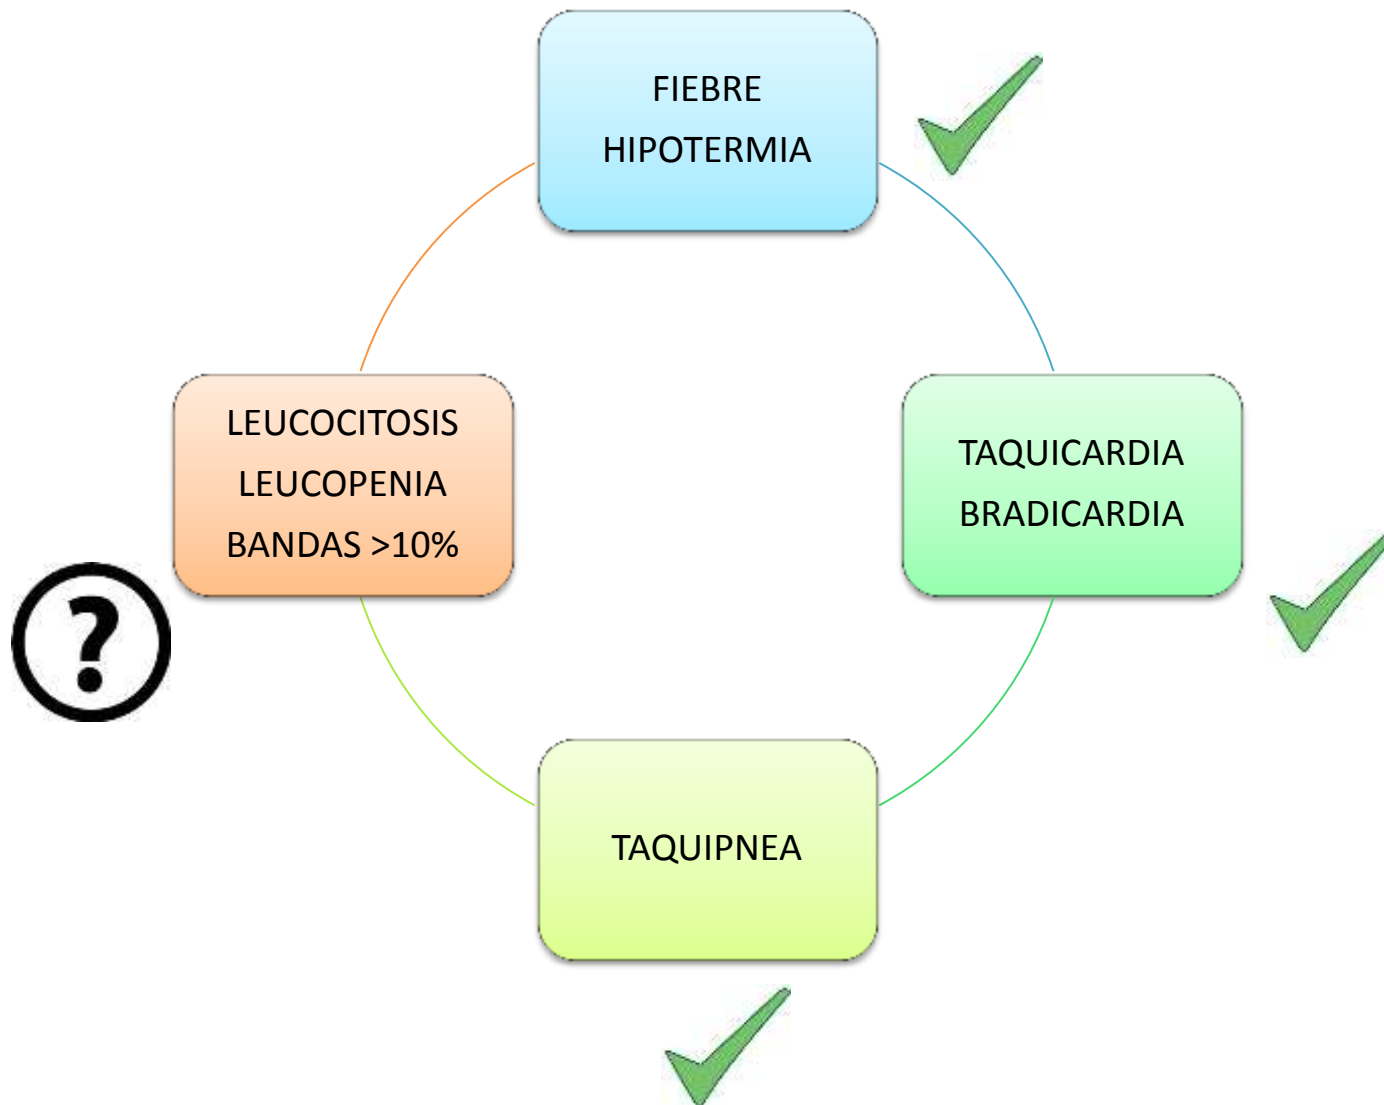 FIEBRE
HIPOTERMIA
TAQUICARDIA
BRADICARDIA
TAQUIPNEA
LEUCOCITOSIS
LEUCOPENIA
BANDAS >10%
?